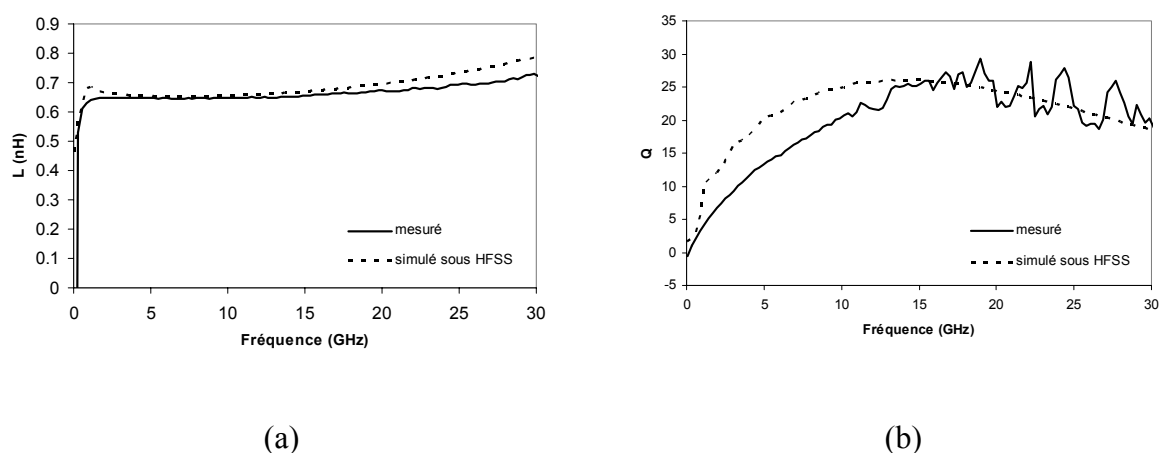 0.9
0.8
0.7
0.6
0.5
0.4
0.3
0.2
0.1
0
L (nH)
mesuré
simulé sous HFSS
0 5 10 15 20 25 30
Fréquence (GHz)
(a)
35
30
25
20
15
10
5
0
-5
Q
mesuré
simulé sous HFSS
0 5 10 15 20 25 30
Fréquence (GHz)
(b)